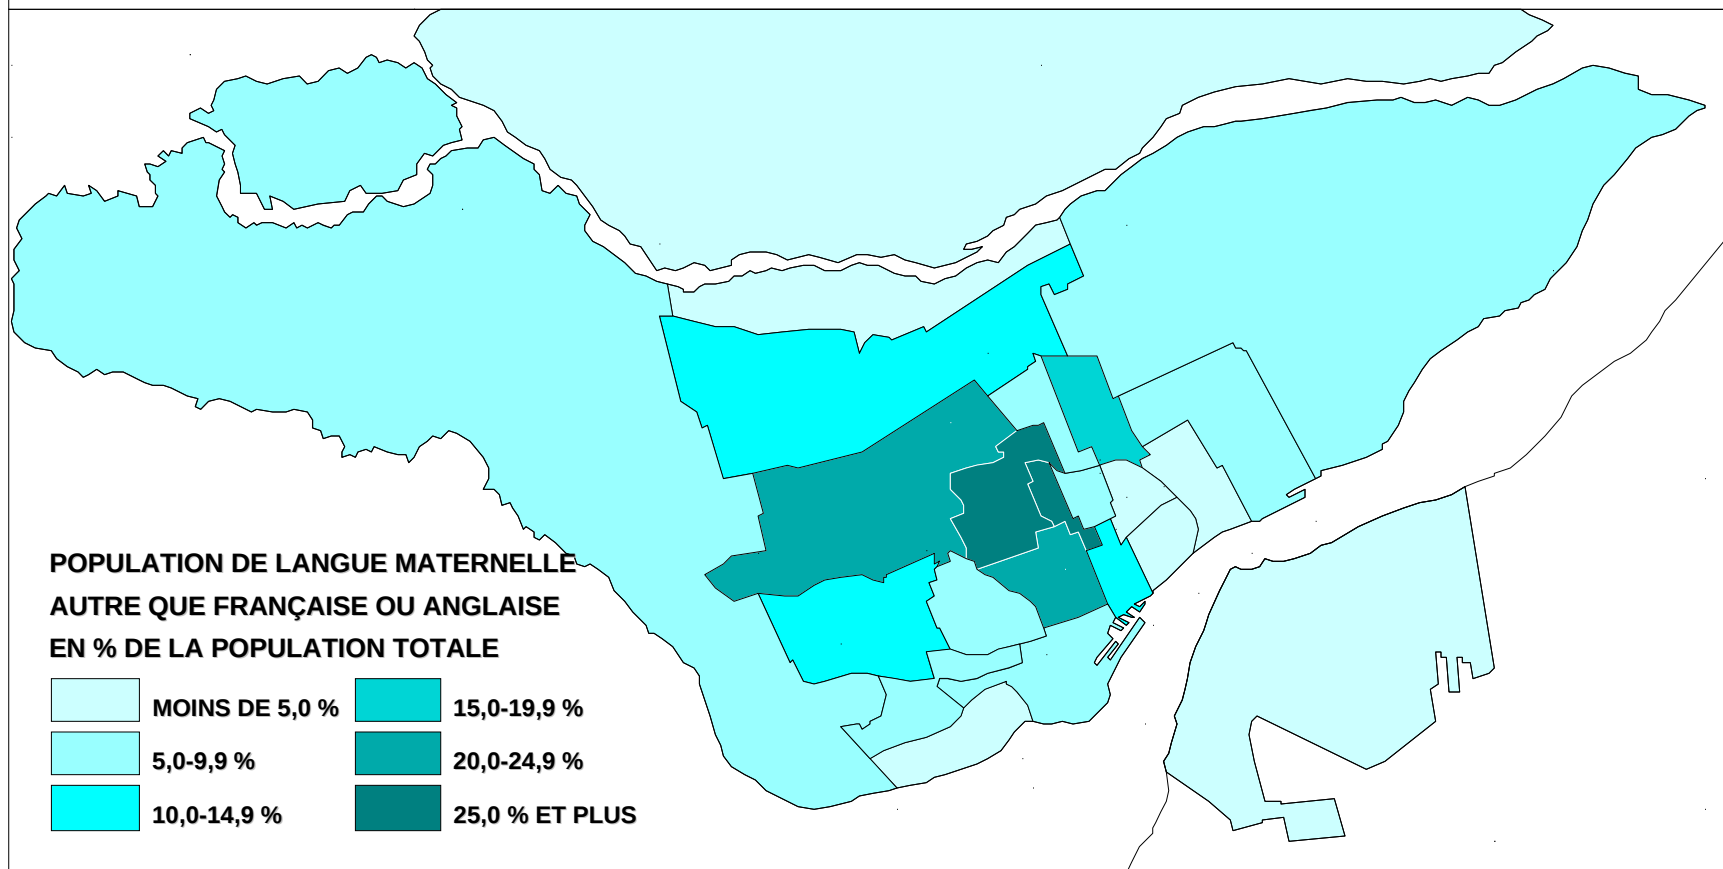 POPULATION DE LANGUE MATERNELLE
AUTRE QUE FRANÇAISE OU ANGLAISE
EN % DE LA POPULATION TOTALE
MOINS DE 5,0 %
5,0-9,9 %
10,0-14,9 %
15,0-19,9 %
20,0-24,9 %
25,0 % ET PLUS